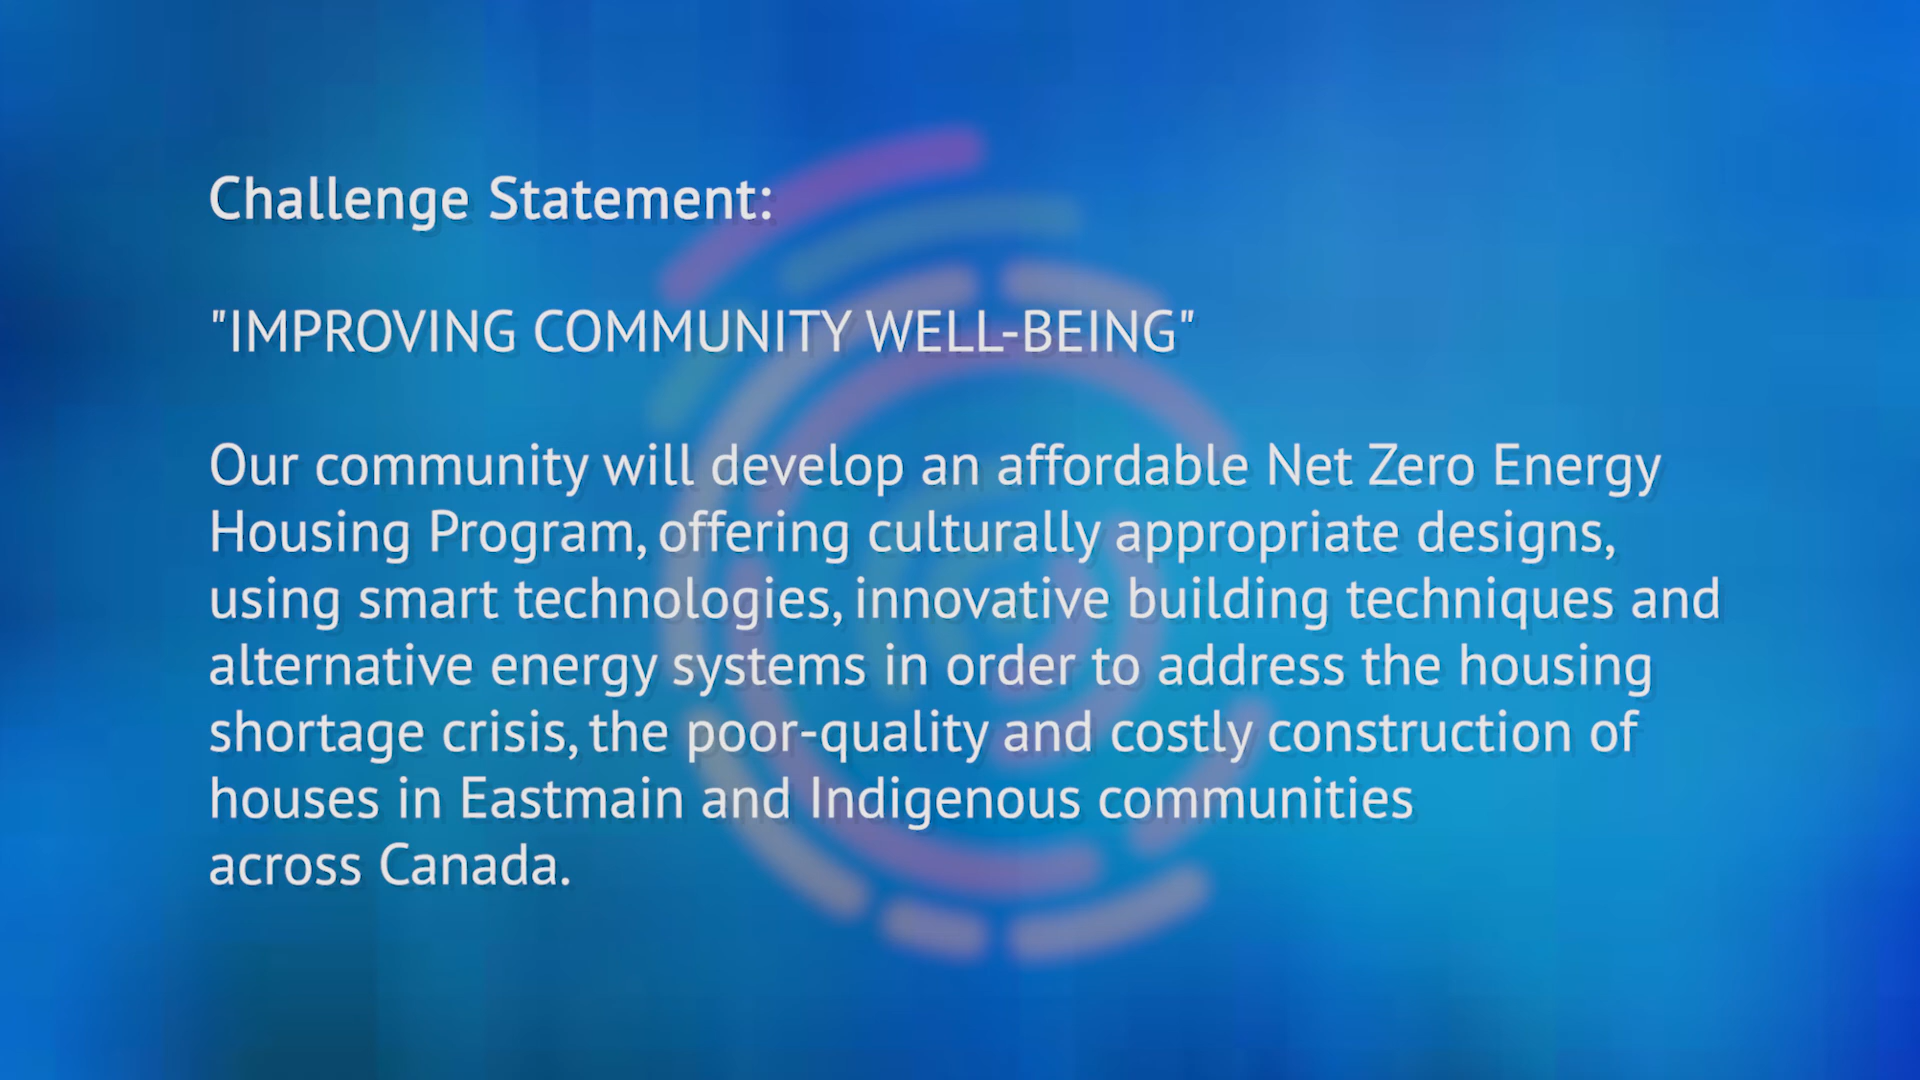 Challenge Statement:
"IMPROVING COMMUNITY WELL-BEING"
Our community will develop an affordable Net Zero Energy
Housing Program, offering culturally appropriate designs,
using smart technologies, innovative building techniques and
alternative energy systems in order to address the housing
shortage crisis, the poor-quality and costly construction of
houses in Eastmain and Indigenous communities
across Canada.